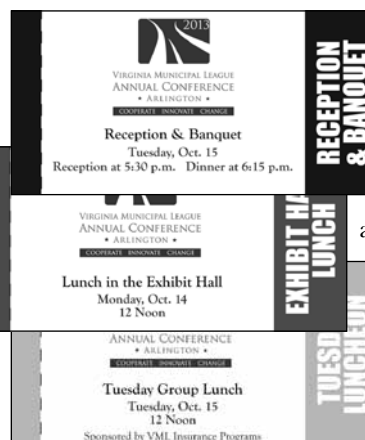 2013
VIRGINIA MUNICIPAL LEAGUE
ANNUAL CONFERENCE
• ARLINGTON •
COOPERATE INNOVATE CHANGE
Reception & Banquet
Tuesday, Oct. 15
Reception at 5:30 p.m. Dinner at 6:15 p.m.
RECEPTION
& BANQUET
VIRGINIA MUNICIPAL LEAGUE
ANNUAL CONFERENCE
• ARLINGTON •
COOPERATE INNOVATE CHANGE
Lunch in the Exhibit Hall
Monday, Oct. 14
12 Noon
EXHIBIT HA
LUNCH
a
ANNUAL CONFERENCE
• ARLINGTON •
COOPERATE INNOVATE CHANGE
Tuesday Group Lunch
Tuesday, Oct. 15
12 Noon
Sponsored by VML Insurance Programs
TUESD
LUNCHEON